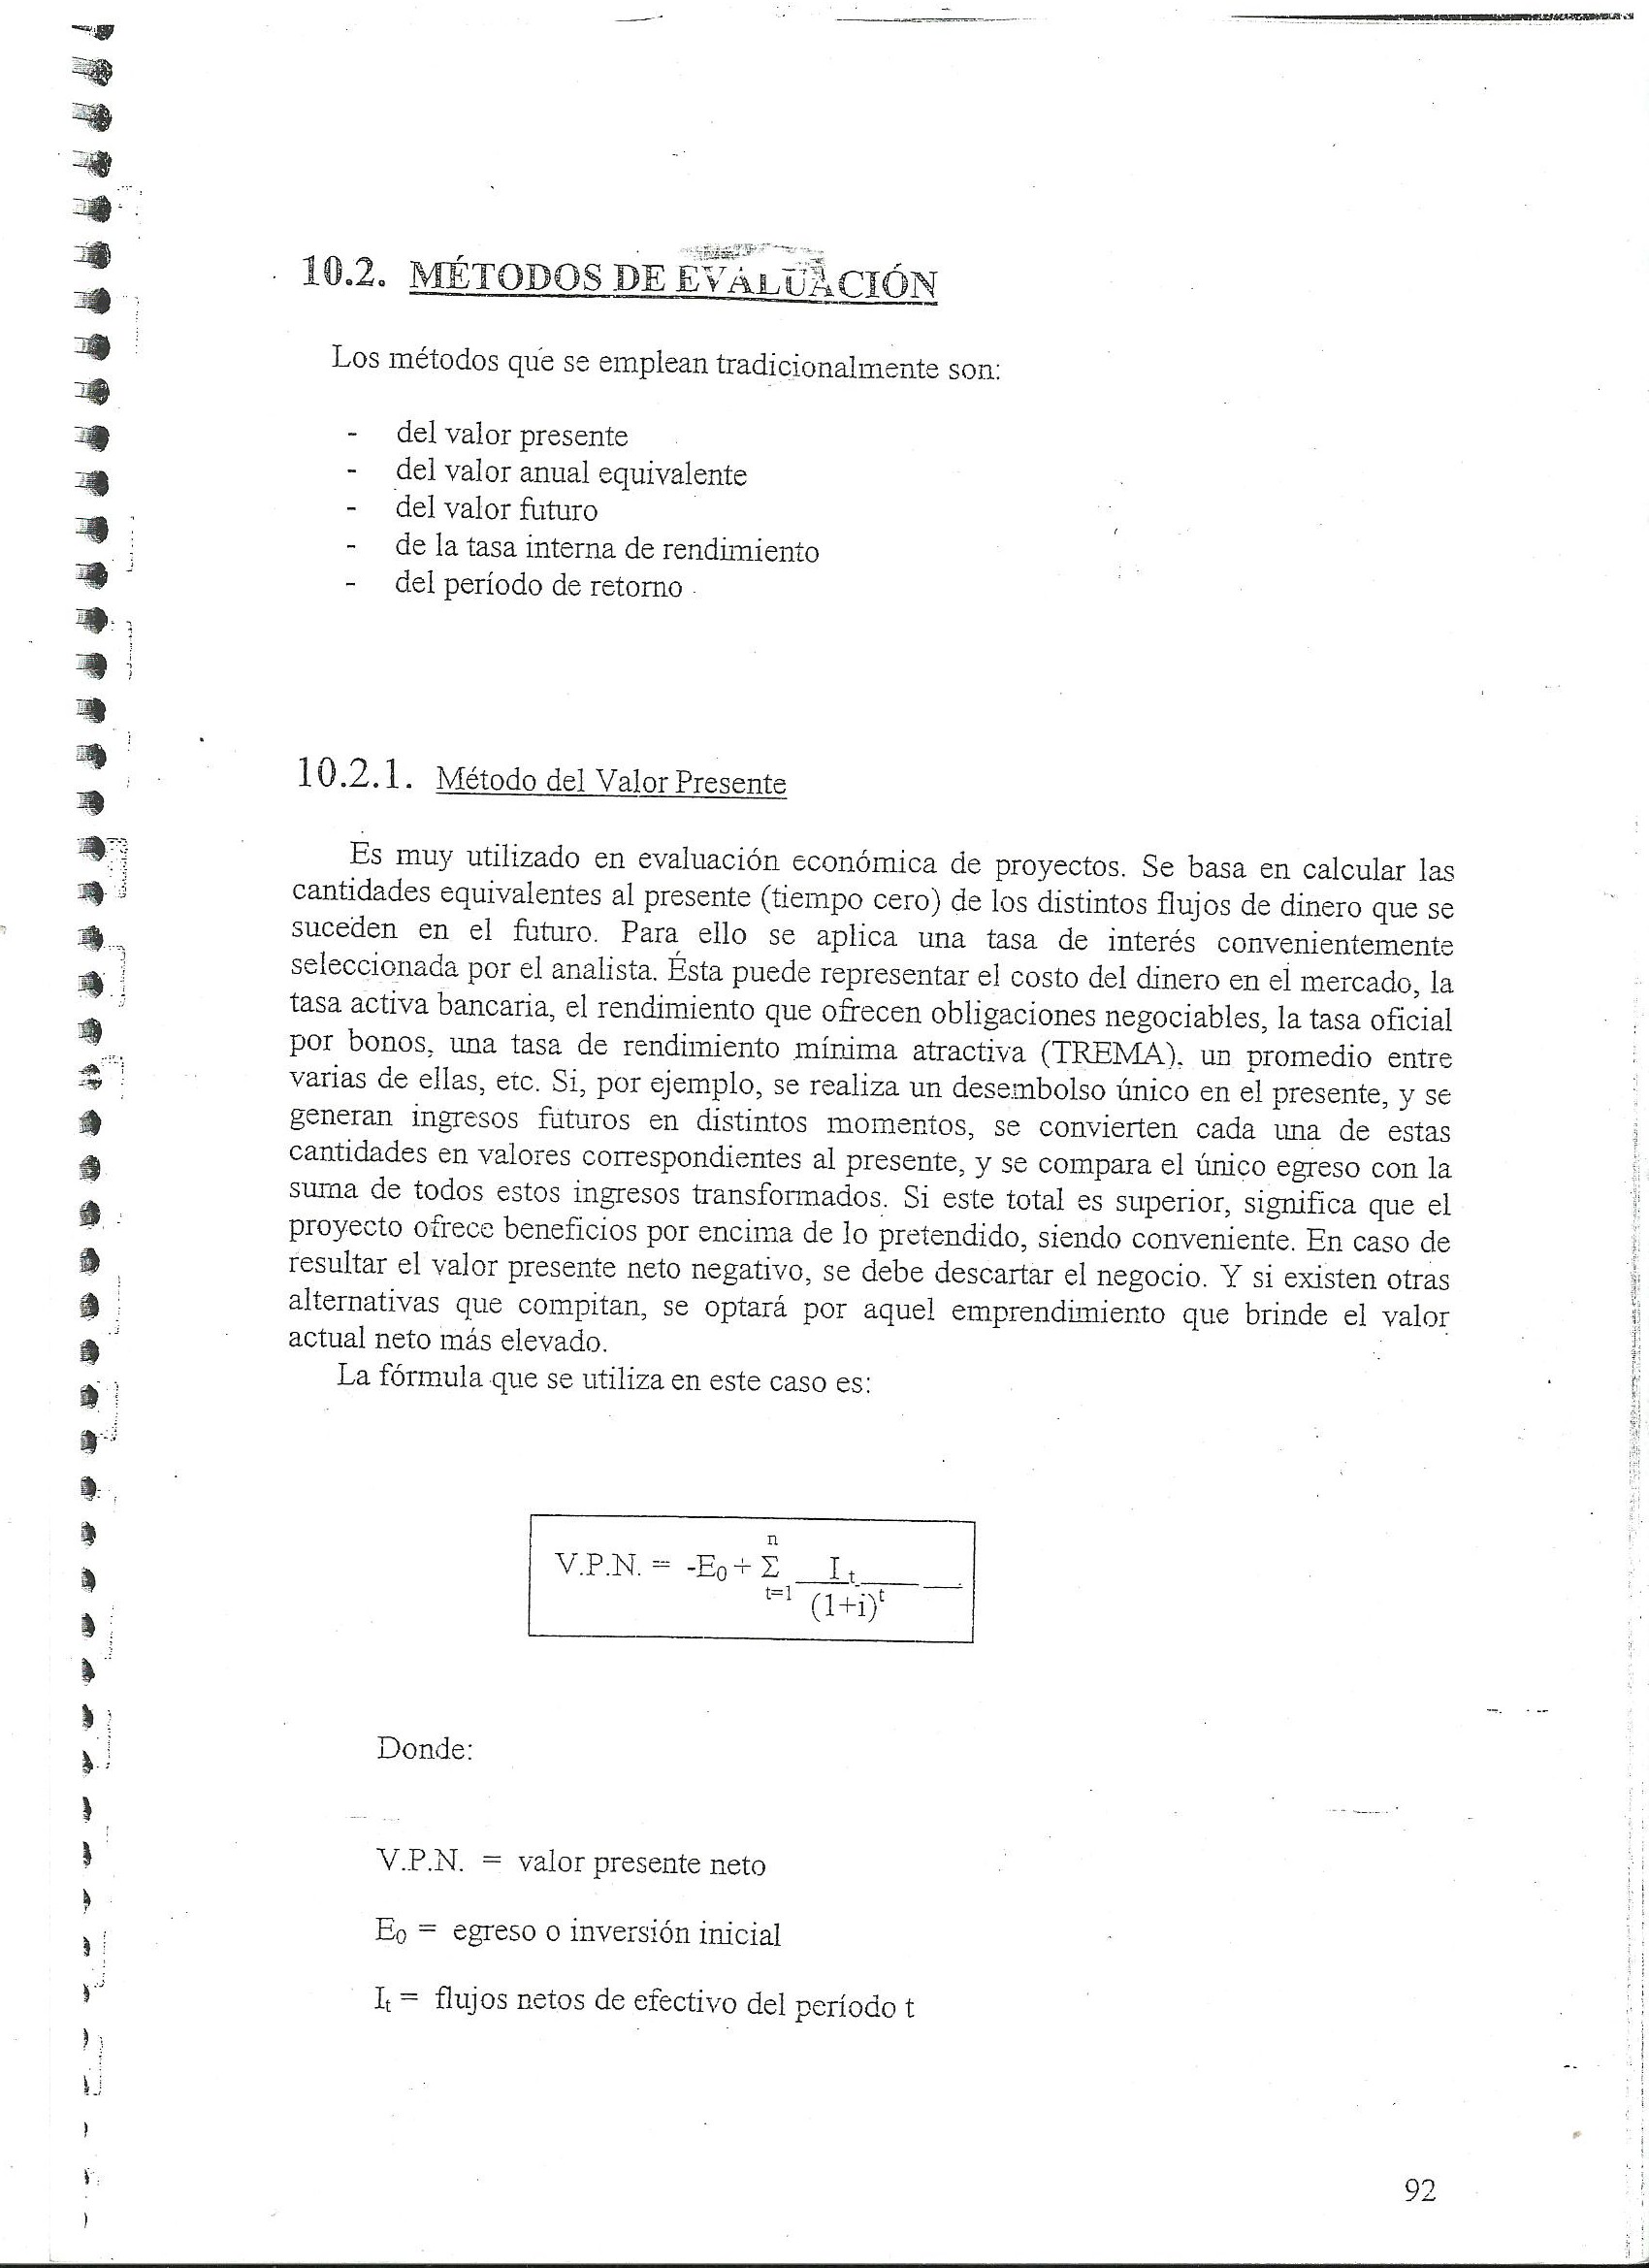 10.2. MÉTODOS DE EVALUACIÓN
Los métodos que se emplean tradicionalmente son:
- del valor presente
- del valor anual equivalente
- del valor futuro
- de la tasa interna de rendimiento
- del período de retorno
10.2.1. Método del Valor Presente
Es muy utilizado en evaluación económica de proyectos. Se basa en calcular las
cantidades equivalentes al presente (tiempo cero) de los distintos flujos de dinero que se
suceden en el futuro. Para ello se aplica una tasa de interés convenientemente
seleccionada por el analista. Ésta puede representar el costo del dinero en el mercado, la
tasa activa bancaria, el rendimiento que ofrecen obligaciones negociables, la tasa oficial
por bonos, una tasa de rendimiento mínima atractiva (TREMA), un promedio entre
varias de ellas, etc. Si, por ejemplo, se realiza un desembolso único en el presente, y se
generan ingresos futuros en distintos momentos, se convierten cada una de estas
cantidades en valores correspondientes al presente, y se compara el único egreso con la
suma de todos estos ingresos transformados. Si este total es superior, significa que el
proyecto ofrece beneficios por encima de lo pretendido, siendo conveniente. En caso de
resultar el valor presente neto negativo, se debe descartar el negocio. Y si existen otras
alternativas que compitan, se optará por aquel emprendimiento que brinde el valor
actual neto más elevado.
La fórmula que se utiliza en este caso es:
n
V.P.N. = -E0 + Σ It
t=1 (1+i)t
Donde:
V.P.N. = valor presente neto
E0 = egreso o inversión inicial
It = flujos netos de efectivo del período t
92